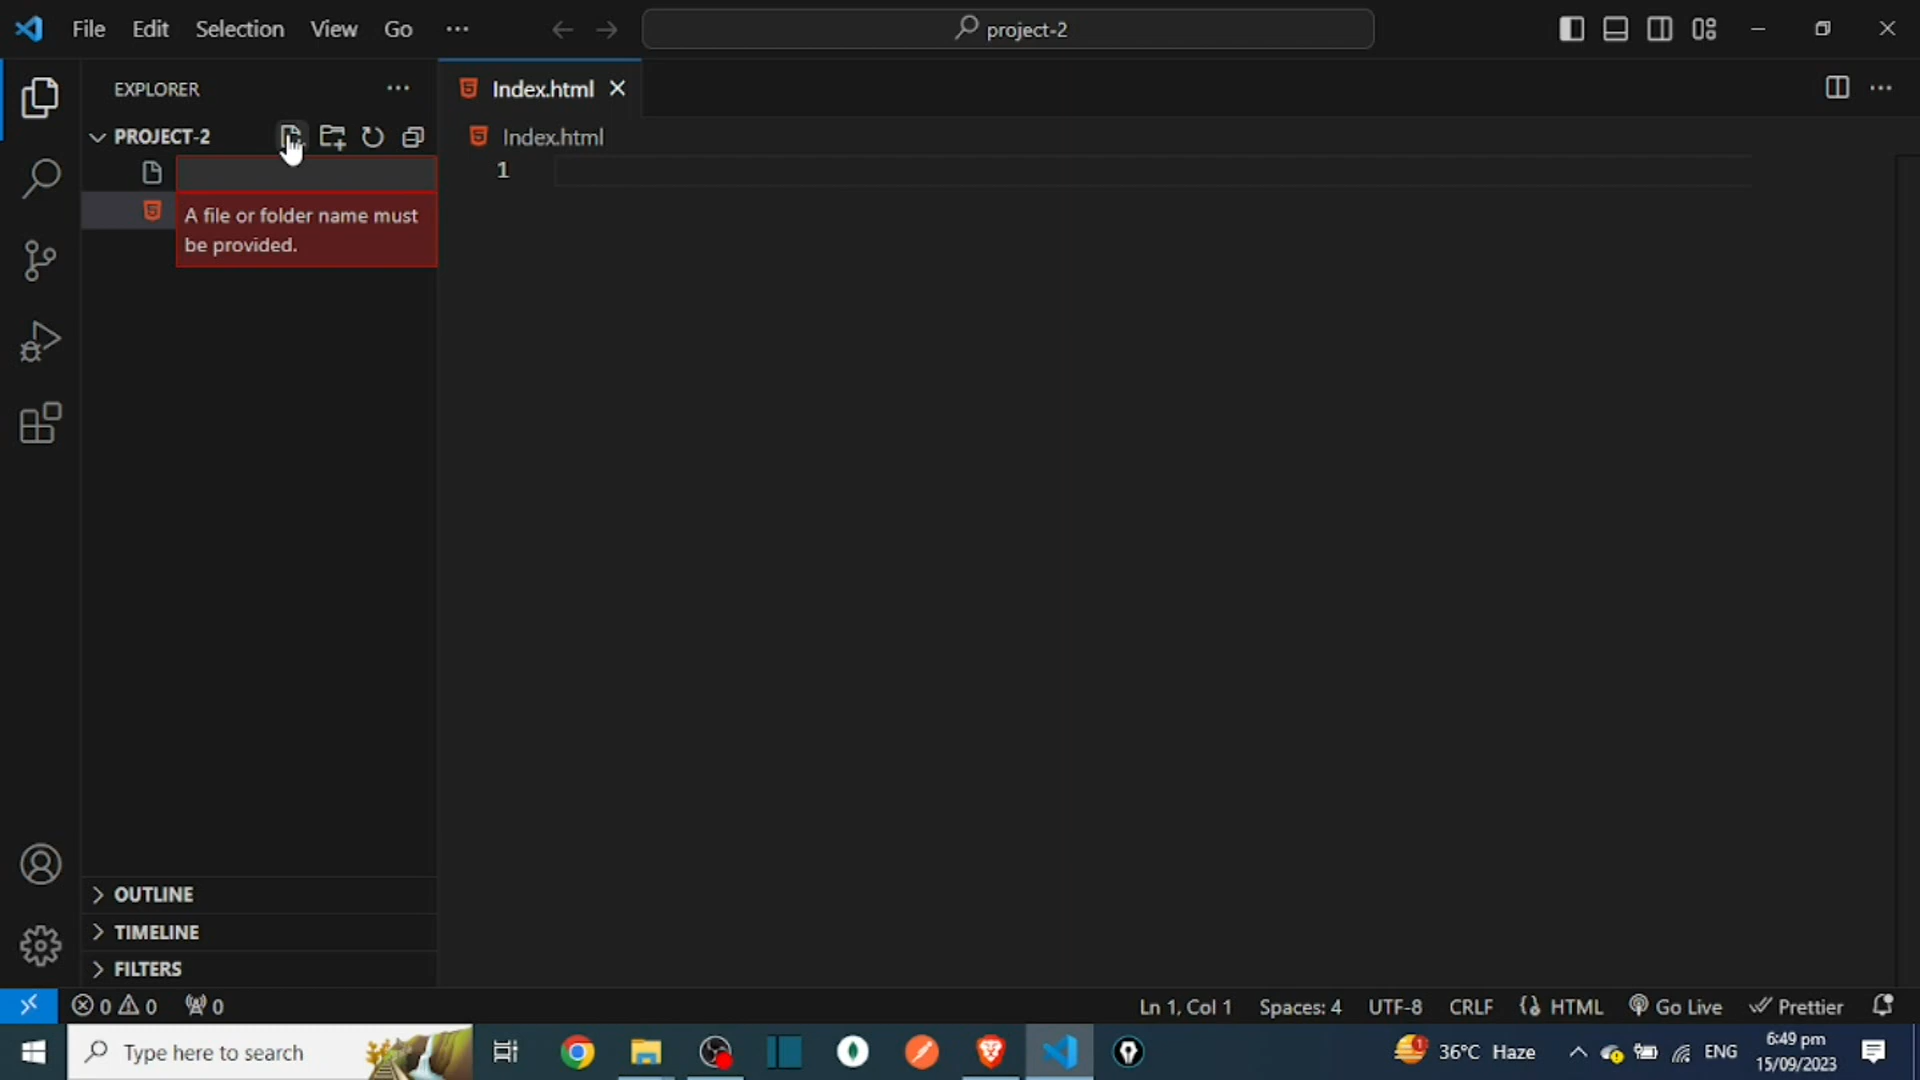 File Edit Selection View Go ··· project-2
EXPLORER ···
Index.html
PROJECT-2
Index.html
1
A file or folder name must
be provided.
OUTLINE
TIMELINE
FILTERS
0 0 0
Ln 1, Col 1 Spaces: 4 UTF-8 CRLF HTML Go Live Prettier
Type here to search
1 36°C Haze ENG
6:49 pm
15/09/2023